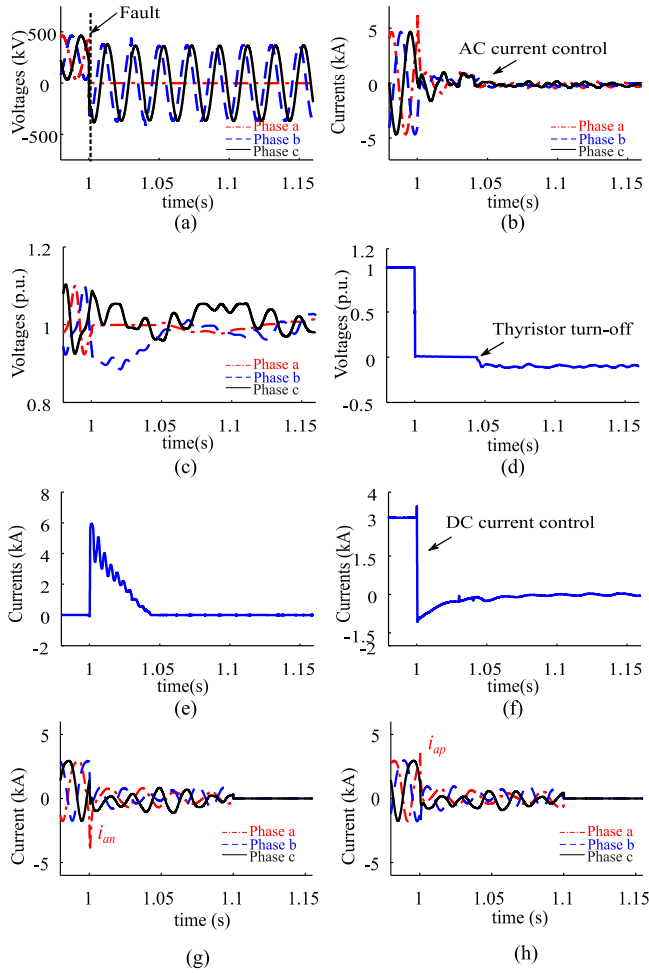 Fault
Voltages (kV)
500
0
-500
Phase a
Phase b
Phase c
1
1.05
1.1
1.15
time(s)
(a)
AC current control
Currents (kA)
5
0
-5
Phase a
Phase b
Phase c
1
1.05
1.1
1.15
time(s)
(b)
Voltages (p.u.)
1.2
1
0.8
Phase a
Phase b
Phase c
1
1.05
1.1
1.15
time(s)
(c)
Voltages (p.u.)
1.2
1
0.5
0
-0.5
Thyristor turn-off
1
1.05
1.1
1.15
time(s)
(d)
Currents (kA)
8
6
4
2
0
-2
1
1.05
1.1
1.15
time(s)
(e)
Currents (kA)
4
3
1.5
0
-1.5
-2
DC current control
1
1.05
1.1
1.15
time(s)
(f)
Current (kA)
5
0
-5
i_an
Phase a
Phase b
Phase c
1
1.05
1.1
1.15
time (s)
(g)
Current (kA)
5
0
-5
i_ap
Phase a
Phase b
Phase c
1
1.05
1.1
1.15
time (s)
(h)